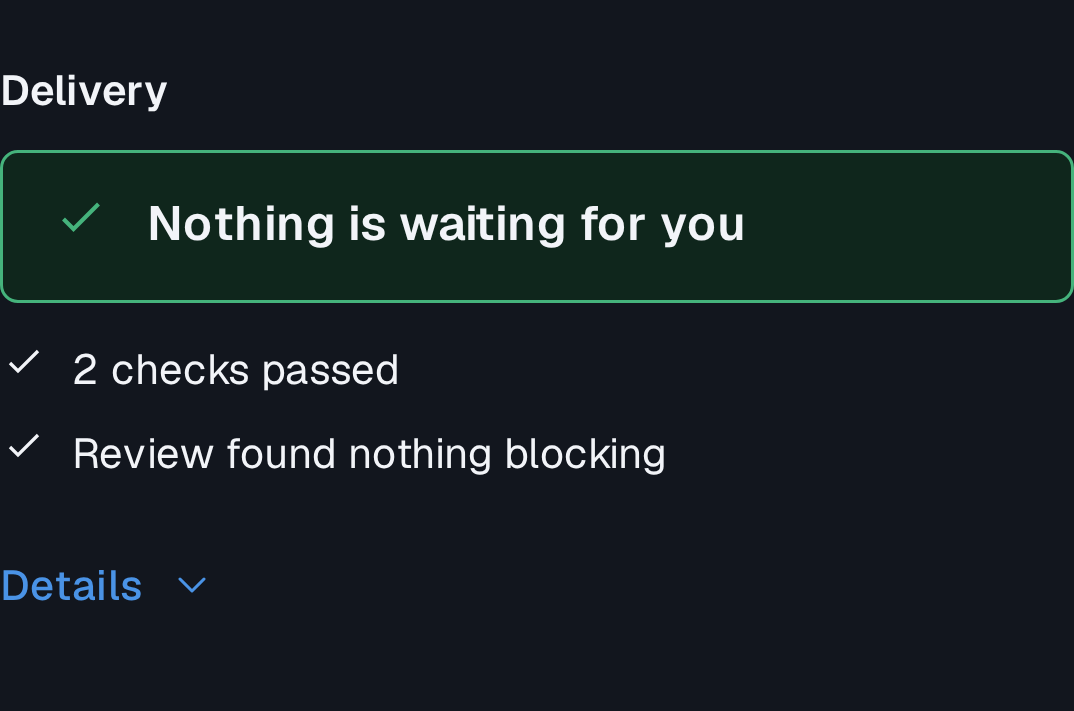 Delivery
Nothing is waiting for you
2 checks passed
Review found nothing blocking
Details